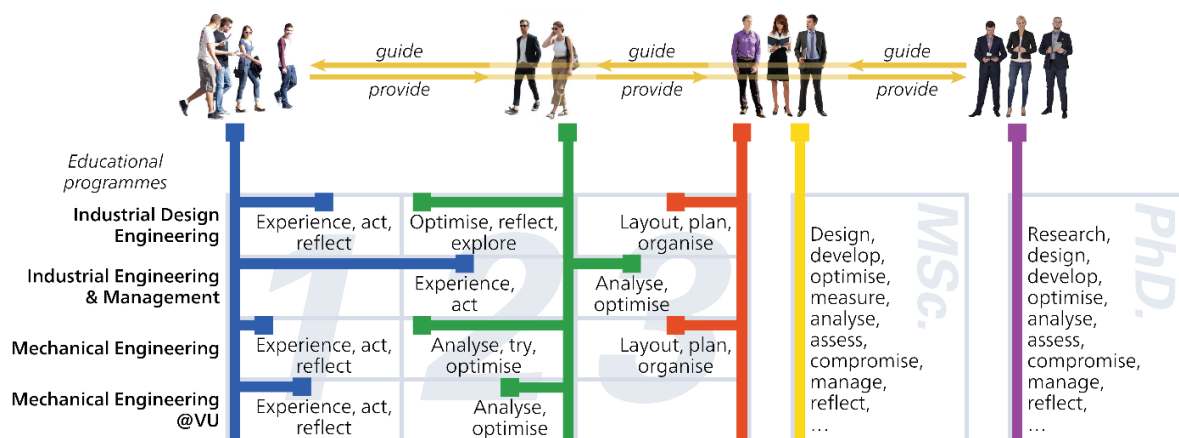 guide
guide
guide
provide
provide
provide
Educational
programmes
1
2
3
MSc.
PhD.
Industrial Design
Engineering
Experience, act,
reflect
Optimise, reflect,
explore
Layout, plan,
organise
Industrial Engineering
& Management
Experience,
act
Analyse,
optimise
Mechanical Engineering
Experience, act,
reflect
Analyse, try,
optimise
Layout, plan,
organise
Mechanical Engineering
@VU
Experience, act,
reflect
Analyse,
optimise
Design,
develop,
optimise,
measure,
analyse,
assess,
compromise,
manage,
reflect,
...
Research,
design,
develop,
optimise,
analyse,
assess,
compromise,
manage,
reflect,
...